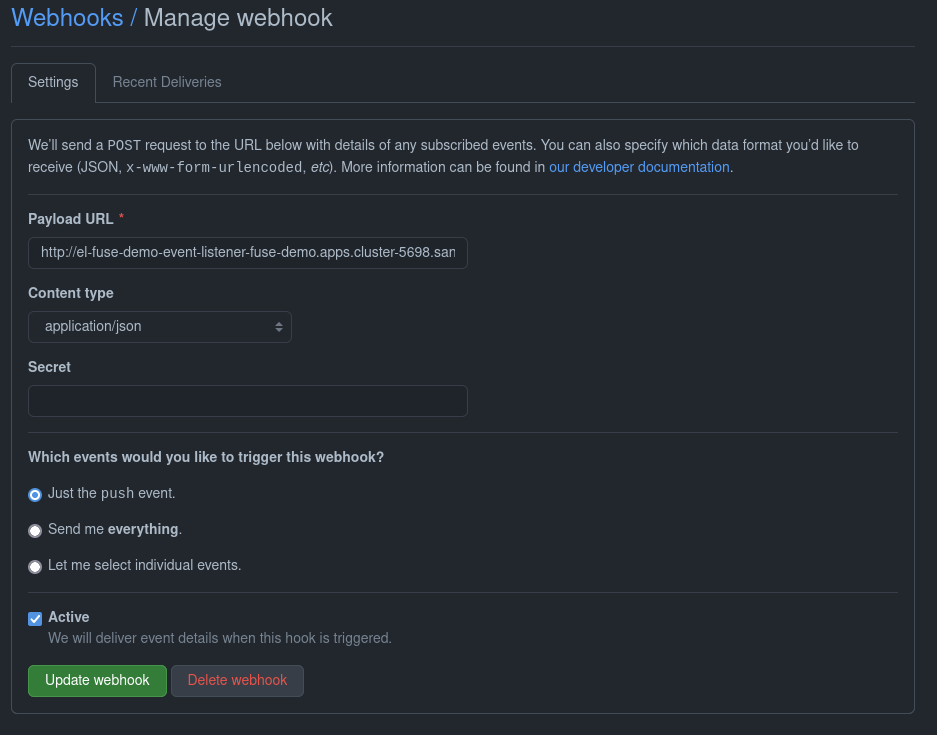 Webhooks / Manage webhook
Settings Recent Deliveries
We'll send a POST request to the URL below with details of any subscribed events. You can also specify which data format you'd like to
receive (JSON, x-www-form-urlencoded, etc). More information can be found in our developer documentation.
Payload URL *
http://el-fuse-demo-event-listener-fuse-demo.apps.cluster-5698.san
Content type
application/json
Secret
Which events would you like to trigger this webhook?
Just the push event.
Send me everything.
Let me select individual events.
Active
We will deliver event details when this hook is triggered.
Update webhook Delete webhook